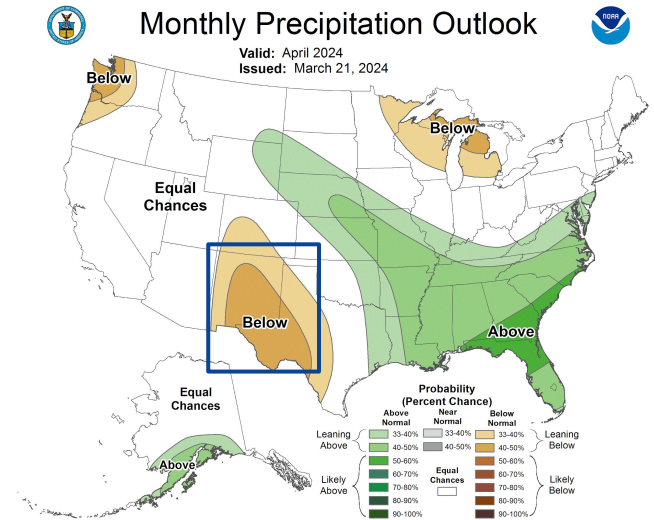 NOAA
Monthly Precipitation Outlook
Valid: April 2024
Issued: March 21, 2024
Below
Below
Equal
Chances
Below
Above
Equal
Chances
Above
Probability
(Percent Chance)
Above
Normal
Near
Normal
Below
Normal
Leaning
Above
33-40%
40-50%
33-40%
40-50%
33-40%
40-50%
Leaning
Below
Likely
Above
50-60%
60-70%
70-80%
80-90%
90-100%
Equal
Chances
50-60%
60-70%
70-80%
80-90%
90-100%
Likely
Below